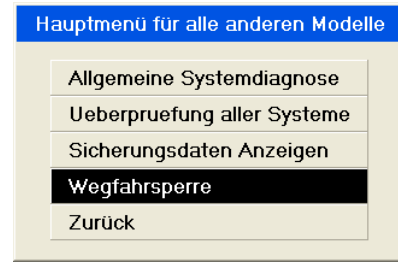 Hauptmenü für alle anderen Modelle
Allgemeine Systemdiagnose
Ueberpruefung aller Systeme
Sicherungsdaten Anzeigen
Wegfahrsperre
Zurück